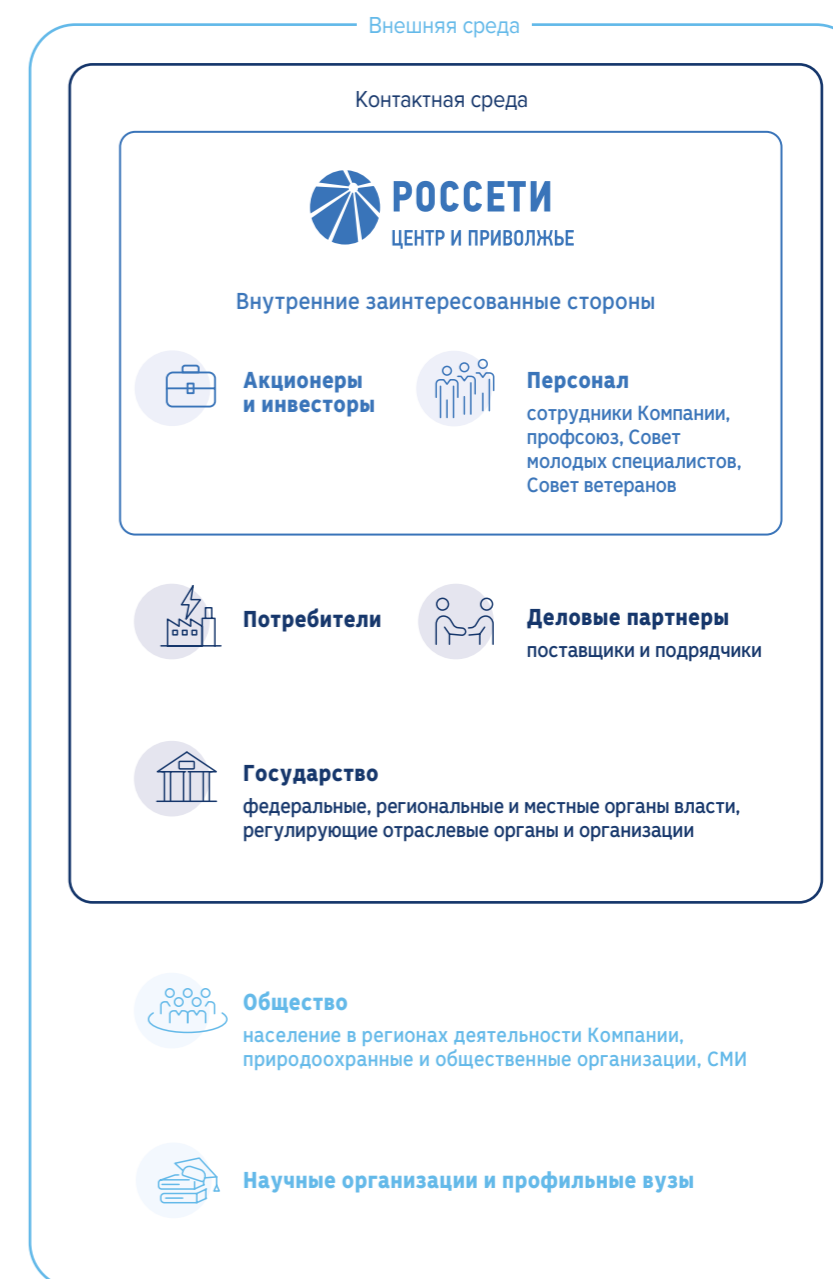 Внешняя среда
Контактная среда
РОССЕТИ
ЦЕНТР И ПРИВОЛЖЬЕ
Внутренние заинтересованные стороны
Акционеры
и инвесторы
Персонал
сотрудники Компании,
профсоюз, Совет
молодых специалистов,
Совет ветеранов
Потребители
Деловые партнеры
поставщики и подрядчики
Государство
федеральные, региональные и местные органы власти,
регулирующие отраслевые органы и организации
Общество
население в регионах деятельности Компании,
природоохранные и общественные организации, СМИ
Научные организации и профильные вузы